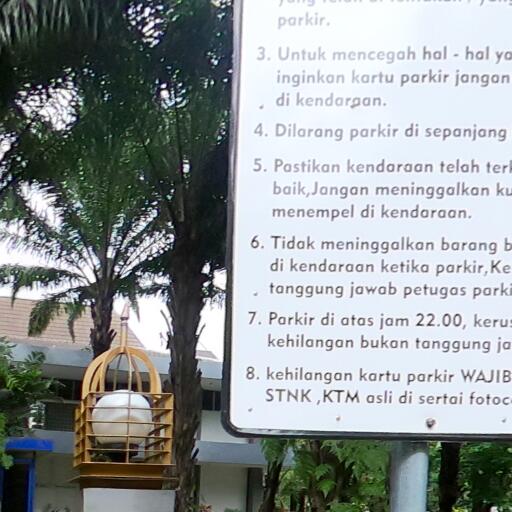 parkir.
3. Untuk mencegah hal - hal ya
inginkan kartu parkir jangan
di kendaraan.
4. Dilarang parkir di sepanjang
5. Pastikan kendaraan telah terk
baik,Jangan meninggalkan ku
menempel di kendaraan.
6. Tidak meninggalkan barang b
di kendaraan ketika parkir,Ke
tanggung jawab petugas parki
7. Parkir di atas jam 22.00, kerus
kehilangan bukan tanggung ja
8. kehilangan kartu parkir WAJIB
STNK ,KTM asli di sertai fotoc